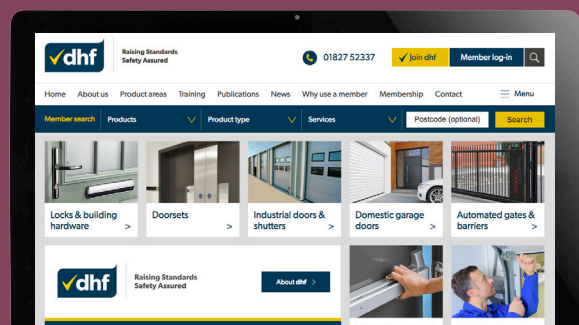 dhf
Raising Standards
Safety Assured
01827 52337
Join dhf
Member log-in
Home About us Product areas Training Publications News Why use a member Membership Contact Menu
Member search Products Product type Services Postcode (optional) Search
Locks & building
hardware >
Doorsets
>
Industrial doors &
shutters >
Domestic garage
doors >
Automated gates &
barriers >
dhf
Raising Standards
Safety Assured
About dhf >